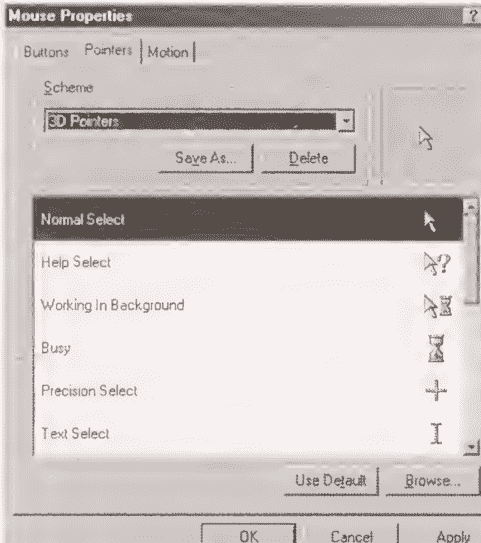 Mouse Properties ?
Buttons Pointers Motion
Scheme
3D Pointers
Save As... Delete
Normal Select
Help Select
Working In Background
Busy
Precision Select
Text Select
Use Default Browse...
OK Cancel Apply